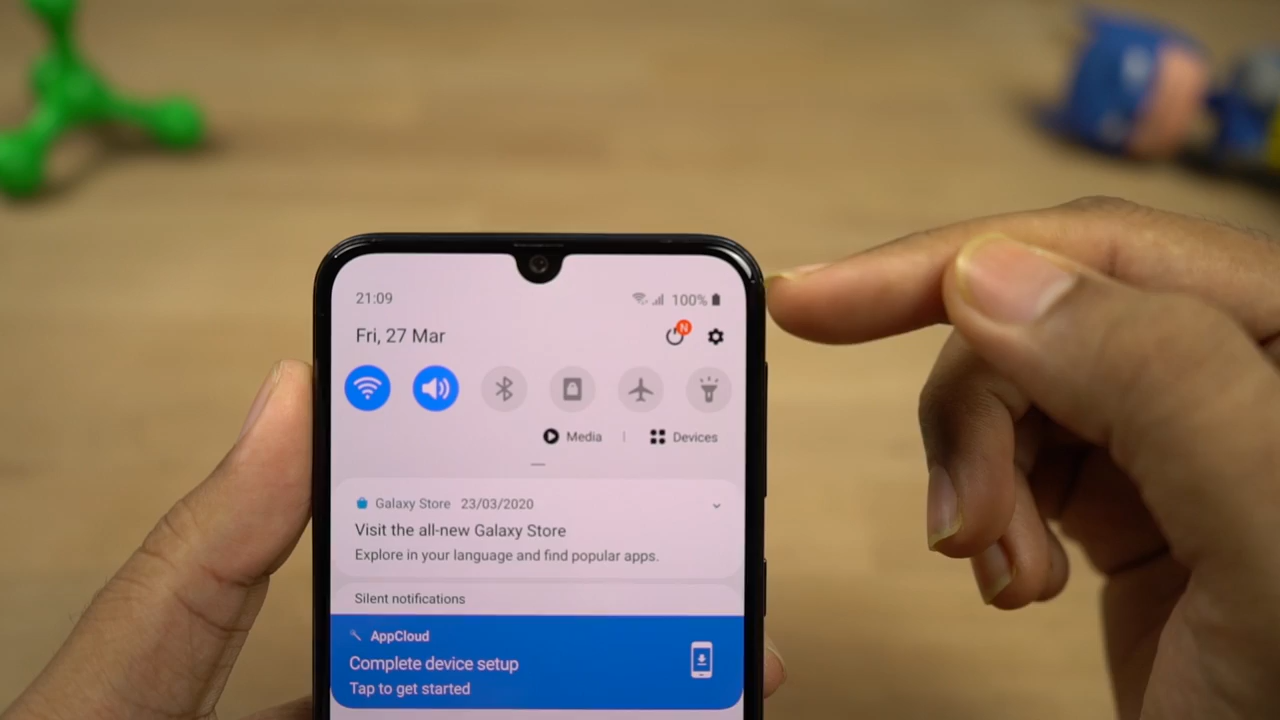 21:09
100%
Fri, 27 Mar
N
Media | Devices
Galaxy Store 23/03/2020
Visit the all-new Galaxy Store
Explore in your language and find popular apps.
Silent notifications
AppCloud
Complete device setup
Tap to get started